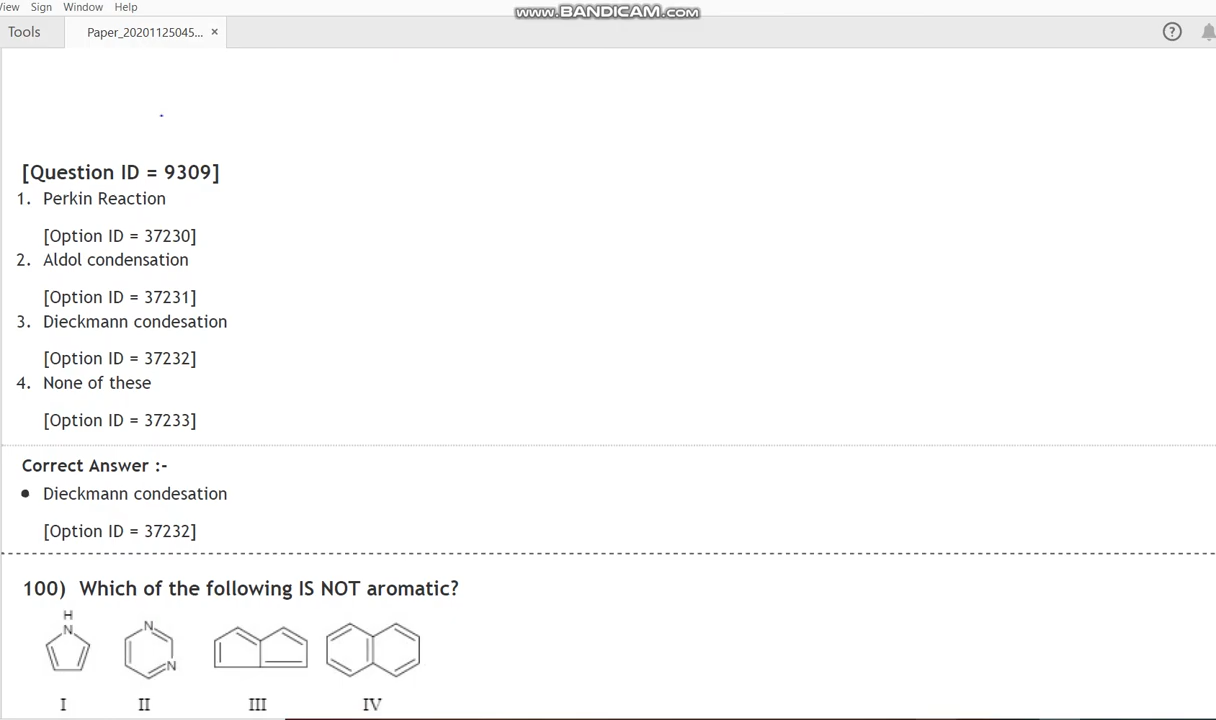 View Sign Window Help
www.BANDICAM.com
Tools Paper_20201125045... ×
?
[Question ID = 9309]
1. Perkin Reaction
[Option ID = 37230]
2. Aldol condensation
[Option ID = 37231]
3. Dieckmann condesation
[Option ID = 37232]
4. None of these
[Option ID = 37233]
Correct Answer :-
• Dieckmann condesation
[Option ID = 37232]
100) Which of the following IS NOT aromatic?
H
N N
N
I II III IV